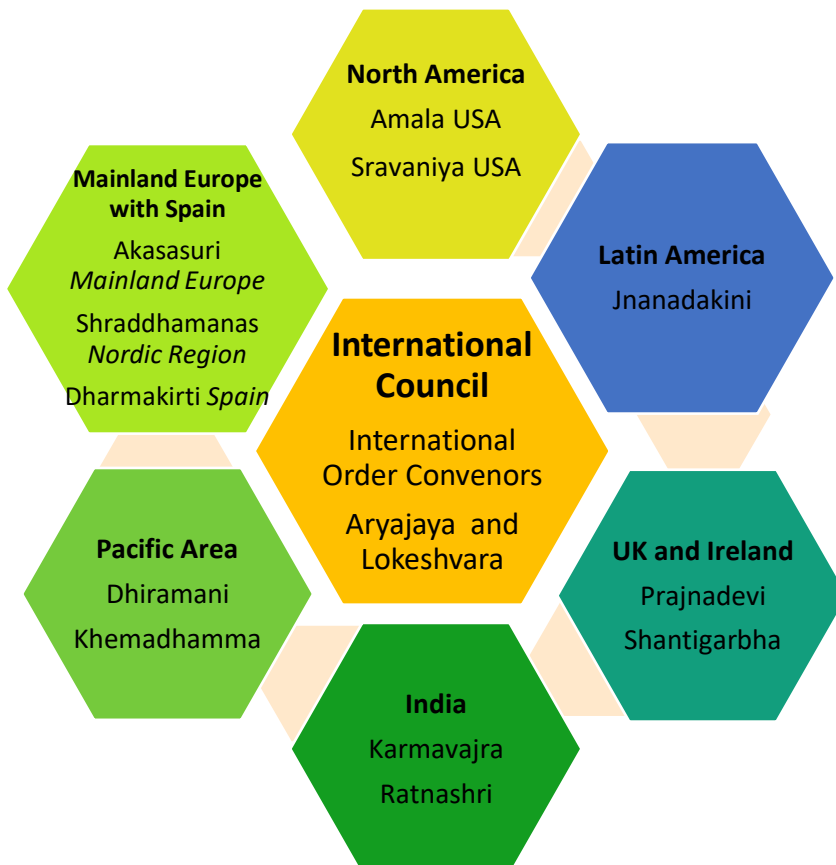 North America
Amala USA
Sravaniya USA
Mainland Europe
with Spain
Akasasuri
Mainland Europe
Shraddhamanas
Nordic Region
Dharmakirti Spain
Latin America
Jnanadakini
International
Council
International
Order Convenors
Aryajaya and
Lokeshvara
Pacific Area
Dhiramani
Khemadhamma
UK and Ireland
Prajnadevi
Shantigarbha
India
Karmavajra
Ratnashri